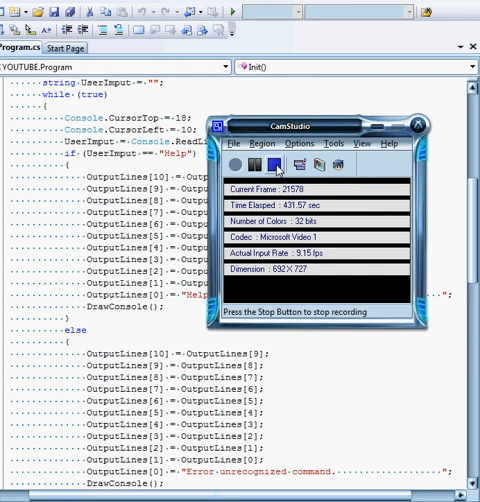 Program.cs Start Page
YOUTUBE.Program Init()
string UserImput = "";
while (true)
{
Console.CursorTop = 18;
Console.CursorLeft = 10;
UserImput = Console.ReadLi
if (UserImput == "Help")
{
OutputLines[10] = Outp
OutputLines[9] = Outpu
OutputLines[8] = Outpu
OutputLines[7] = Outpu
OutputLines[6] = Outpu
OutputLines[5] = Outpu
OutputLines[4] = Outpu
OutputLines[3] = Outpu
OutputLines[2] = Outpu
OutputLines[1] = Outpu
OutputLines[0] = "Help ";
DrawConsole();
}
else
{
OutputLines[10] = OutputLines[9];
OutputLines[9] = OutputLines[8];
OutputLines[8] = OutputLines[7];
OutputLines[7] = OutputLines[6];
OutputLines[6] = OutputLines[5];
OutputLines[5] = OutputLines[4];
OutputLines[4] = OutputLines[3];
OutputLines[3] = OutputLines[2];
OutputLines[2] = OutputLines[1];
OutputLines[1] = OutputLines[0];
OutputLines[0] = "Error unrecognized command. ";
DrawConsole();
CamStudio
File Region Options Tools View Help
SWF
Current Frame : 21578
Time Elasped : 431.57 sec
Number of Colors : 32 bits
Codec : Microsoft Video 1
Actual Input Rate : 9.15 fps
Dimension : 692 X 727
Press the Stop Button to stop recording